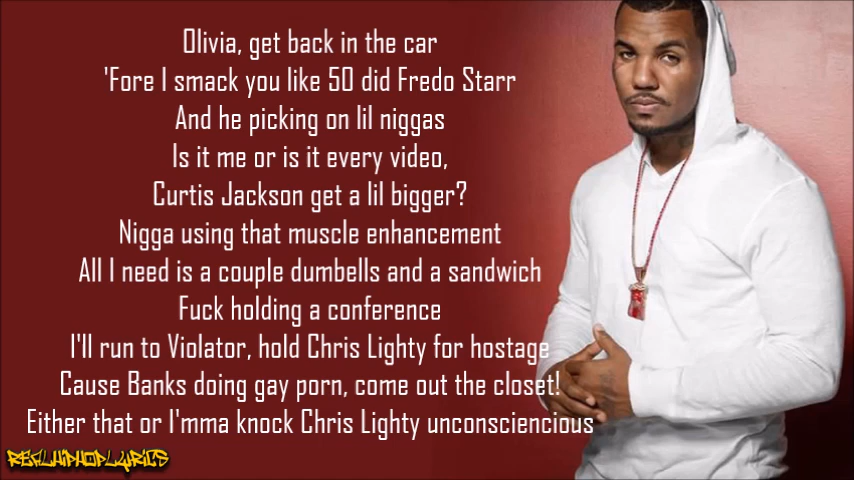 Olivia, get back in the car
'Fore I smack you like 50 did Fredo Starr
And he picking on lil niggas
Is it me or is it every video,
Curtis Jackson get a lil bigger?
Nigga using that muscle enhancement
All I need is a couple dumbells and a sandwich
Fuck holding a conference
I'll run to Violator, hold Chris Lighty for hostage
Cause Banks doing gay porn, come out the closet!
Either that or I'mma knock Chris Lighty unconsciencious
REALHIPHOPLYRICS